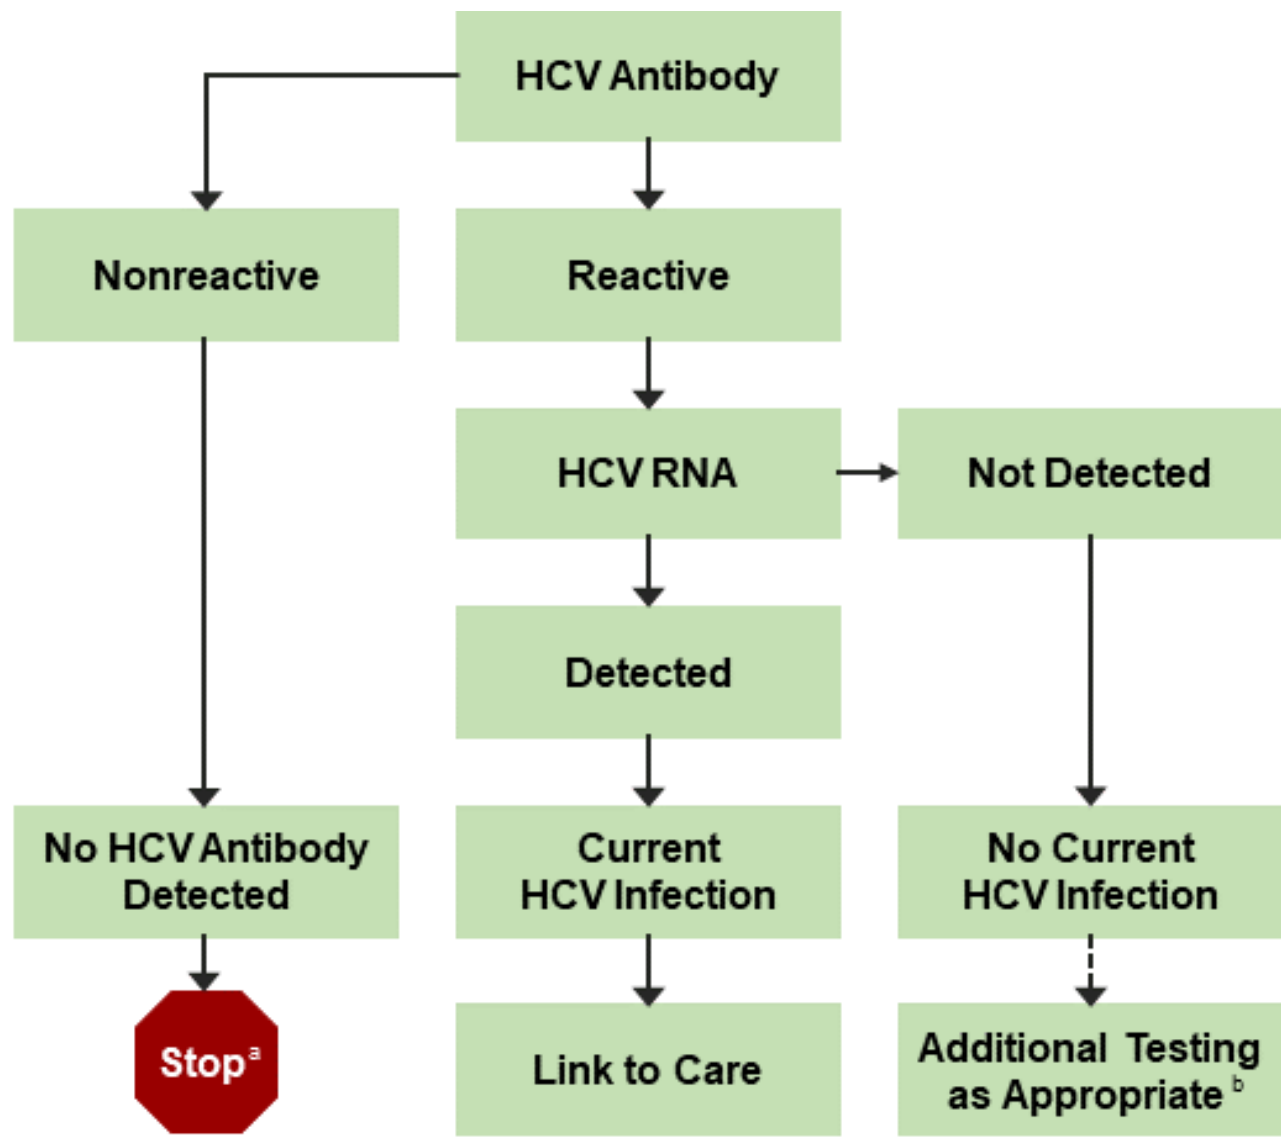 HCV Antibody
Nonreactive
Reactive
HCV RNA
Not Detected
Detected
No HCV Antibody
Detected
Current
HCV Infection
No Current
HCV Infection
Stop a
Link to Care
Additional Testing
as Appropriate b